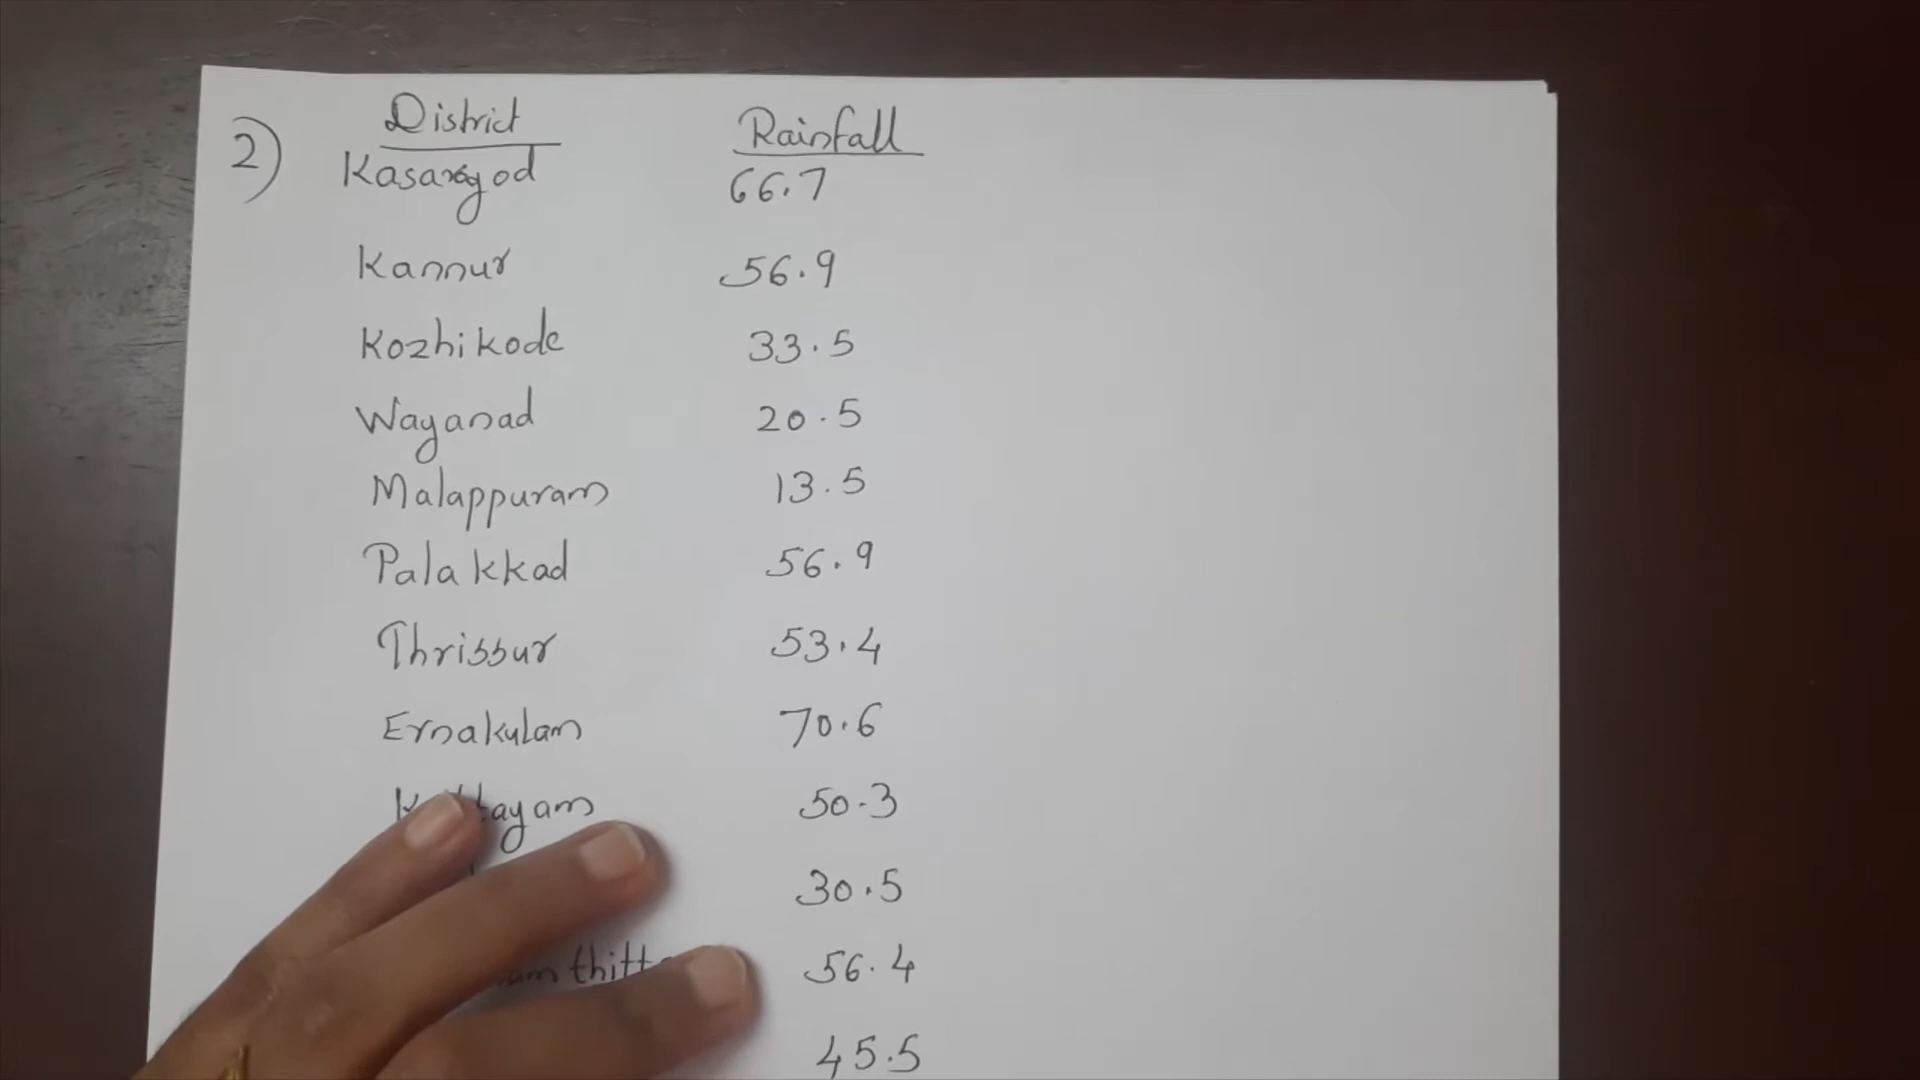 2) District Rainfall
Kasaragod 66.7
Kannur 56.9
Kozhikode 33.5
Wayanad 20.5
Malappuram 13.5
Palakkad 56.9
Thrissur 53.4
Ernakulam 70.6
50.3
30.5
56.4
45.5